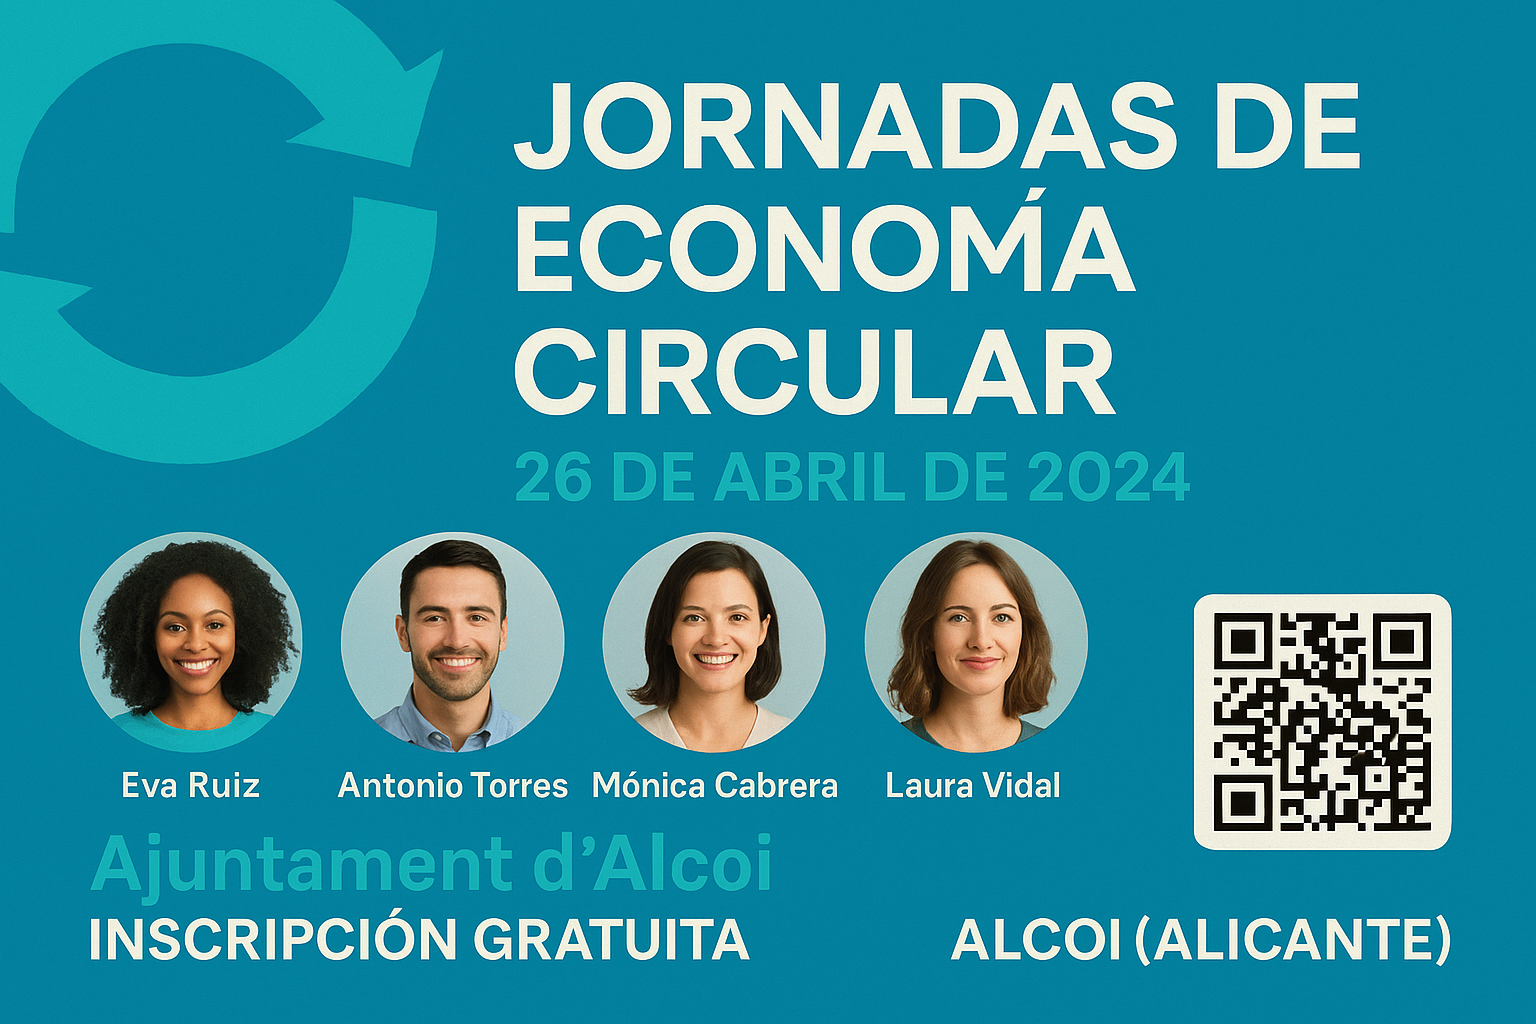 JORNADAS DE
ECONOMÍA
CIRCULAR
26 DE ABRIL DE 2024
Eva Ruiz
Antonio Torres
Mónica Cabrera
Laura Vidal
Ajuntament d’Alcoi
INSCRIPCIÓN GRATUITA
ALCOI (ALICANTE)